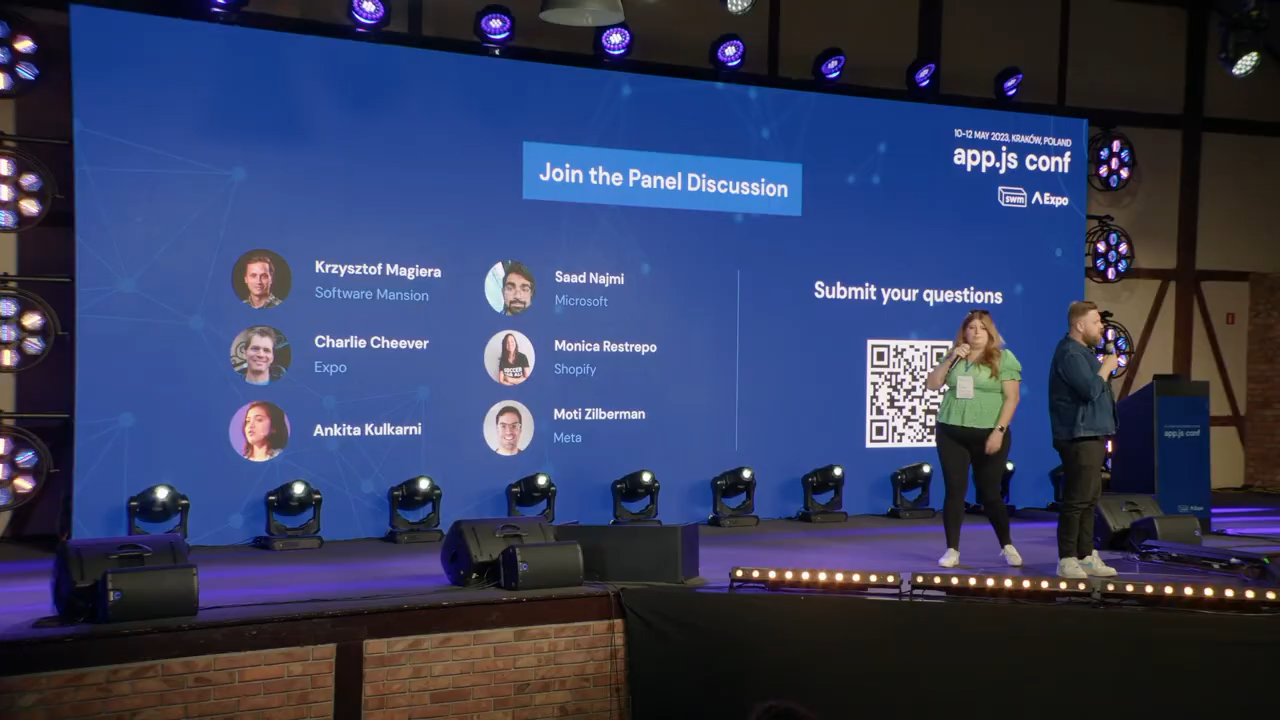 10-12 MAY 2023, KRAKÓW, POLAND
app.js conf
swm Expo
Join the Panel Discussion
Krzysztof Magiera
Software Mansion
Charlie Cheever
Expo
Ankita Kulkarni
Saad Najmi
Microsoft
Monica Restrepo
Shopify
Moti Zilberman
Meta
Submit your questions
app.js conf